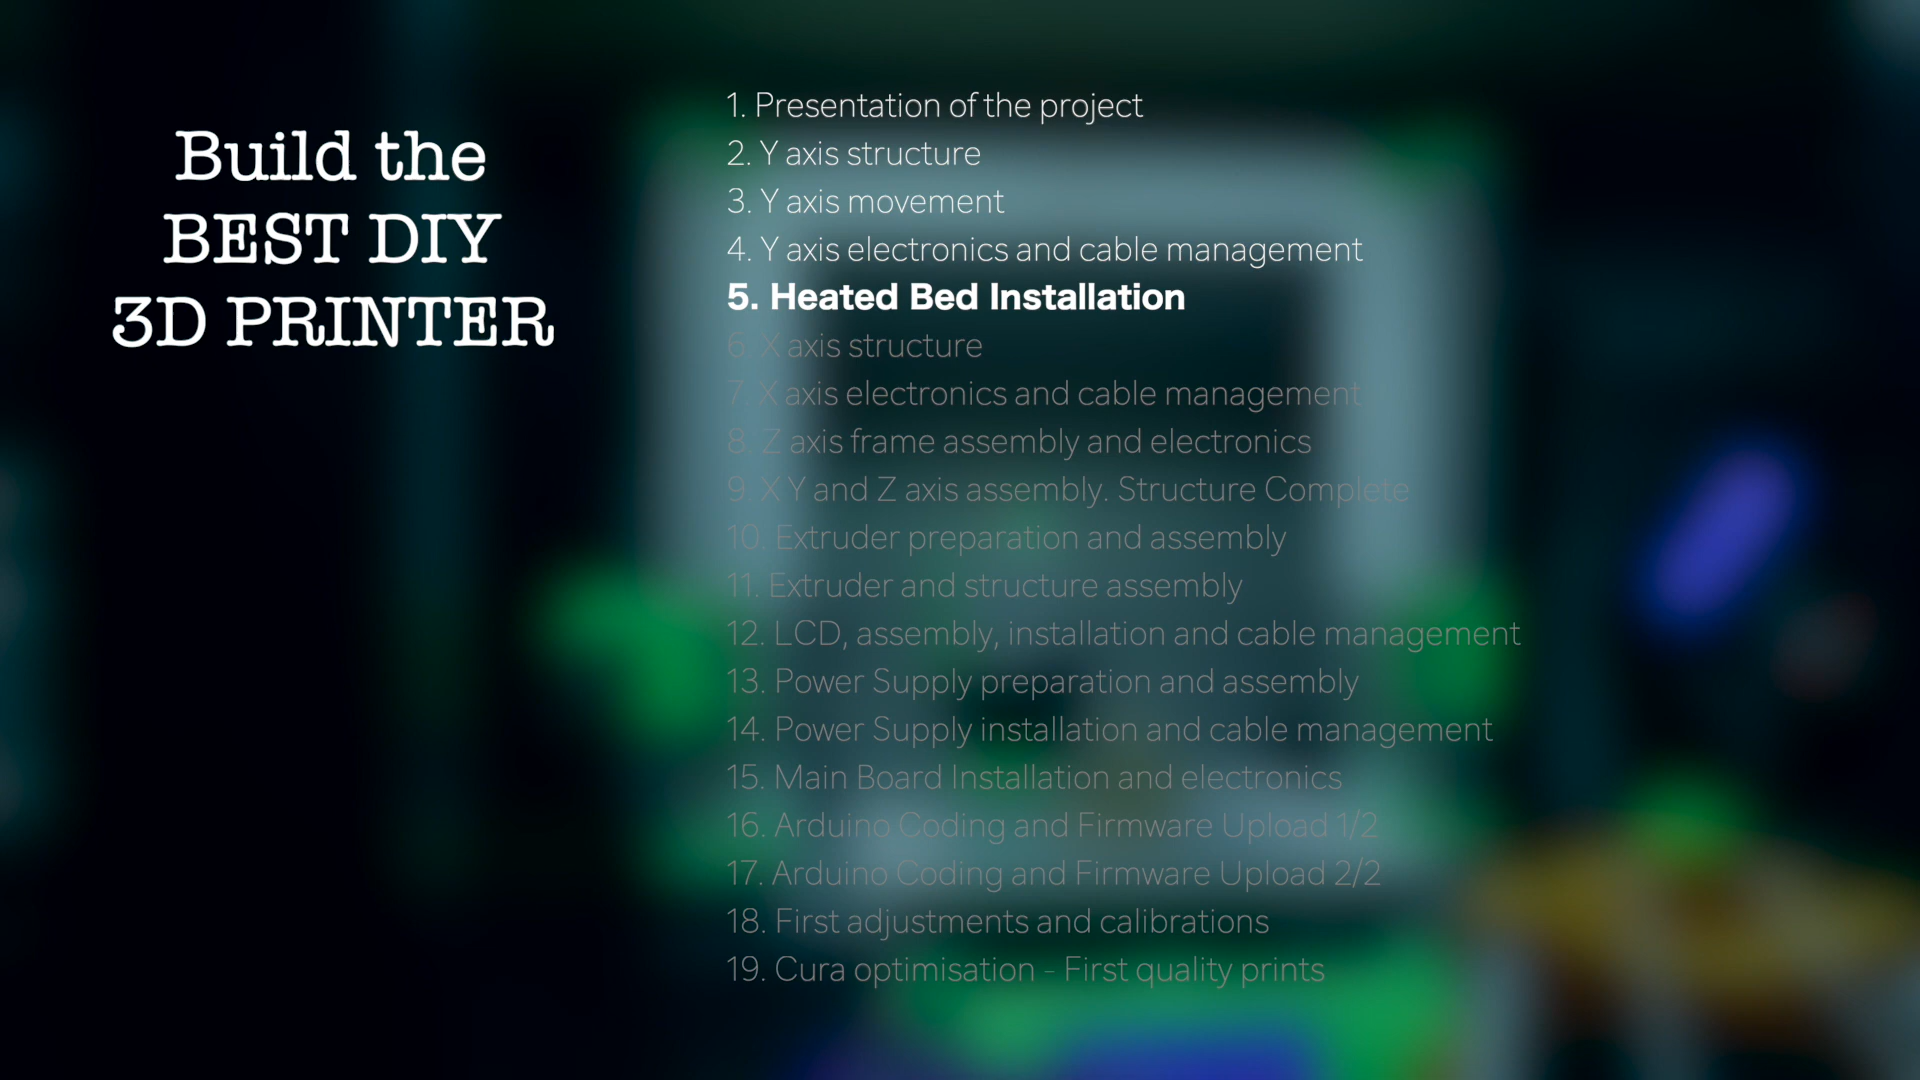 Build the
BEST DIY
3D PRINTER
1. Presentation of the project
2. Y axis structure
3. Y axis movement
4. Y axis electronics and cable management
5. Heated Bed Installation
6. X axis structure
7. X axis electronics and cable management
8. Z axis frame assembly and electronics
9. X Y and Z axis assembly. Structure Complete
10. Extruder preparation and assembly
11. Extruder and structure assembly
12. LCD, assembly, installation and cable management
13. Power Supply preparation and assembly
14. Power Supply installation and cable management
15. Main Board Installation and electronics
16. Arduino Coding and Firmware Upload 1/2
17. Arduino Coding and Firmware Upload 2/2
18. First adjustments and calibrations
19. Cura optimisation - First quality prints